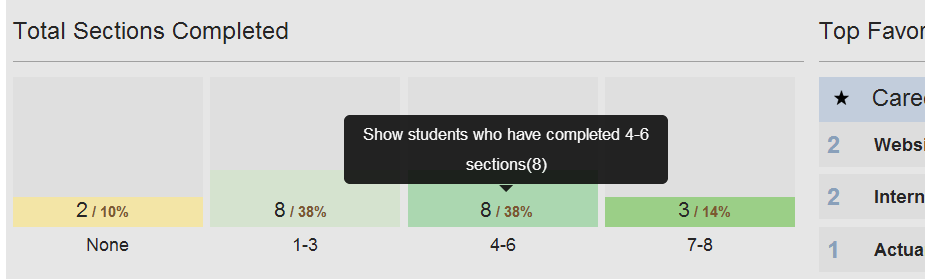 Total Sections Completed
Show students who have completed 4-6
sections(8)
2 / 10%
8 / 38%
8 / 38%
3 / 14%
None
1-3
4-6
7-8
Top Favor
★ Caree
2 Websi
2 Intern
1 Actua